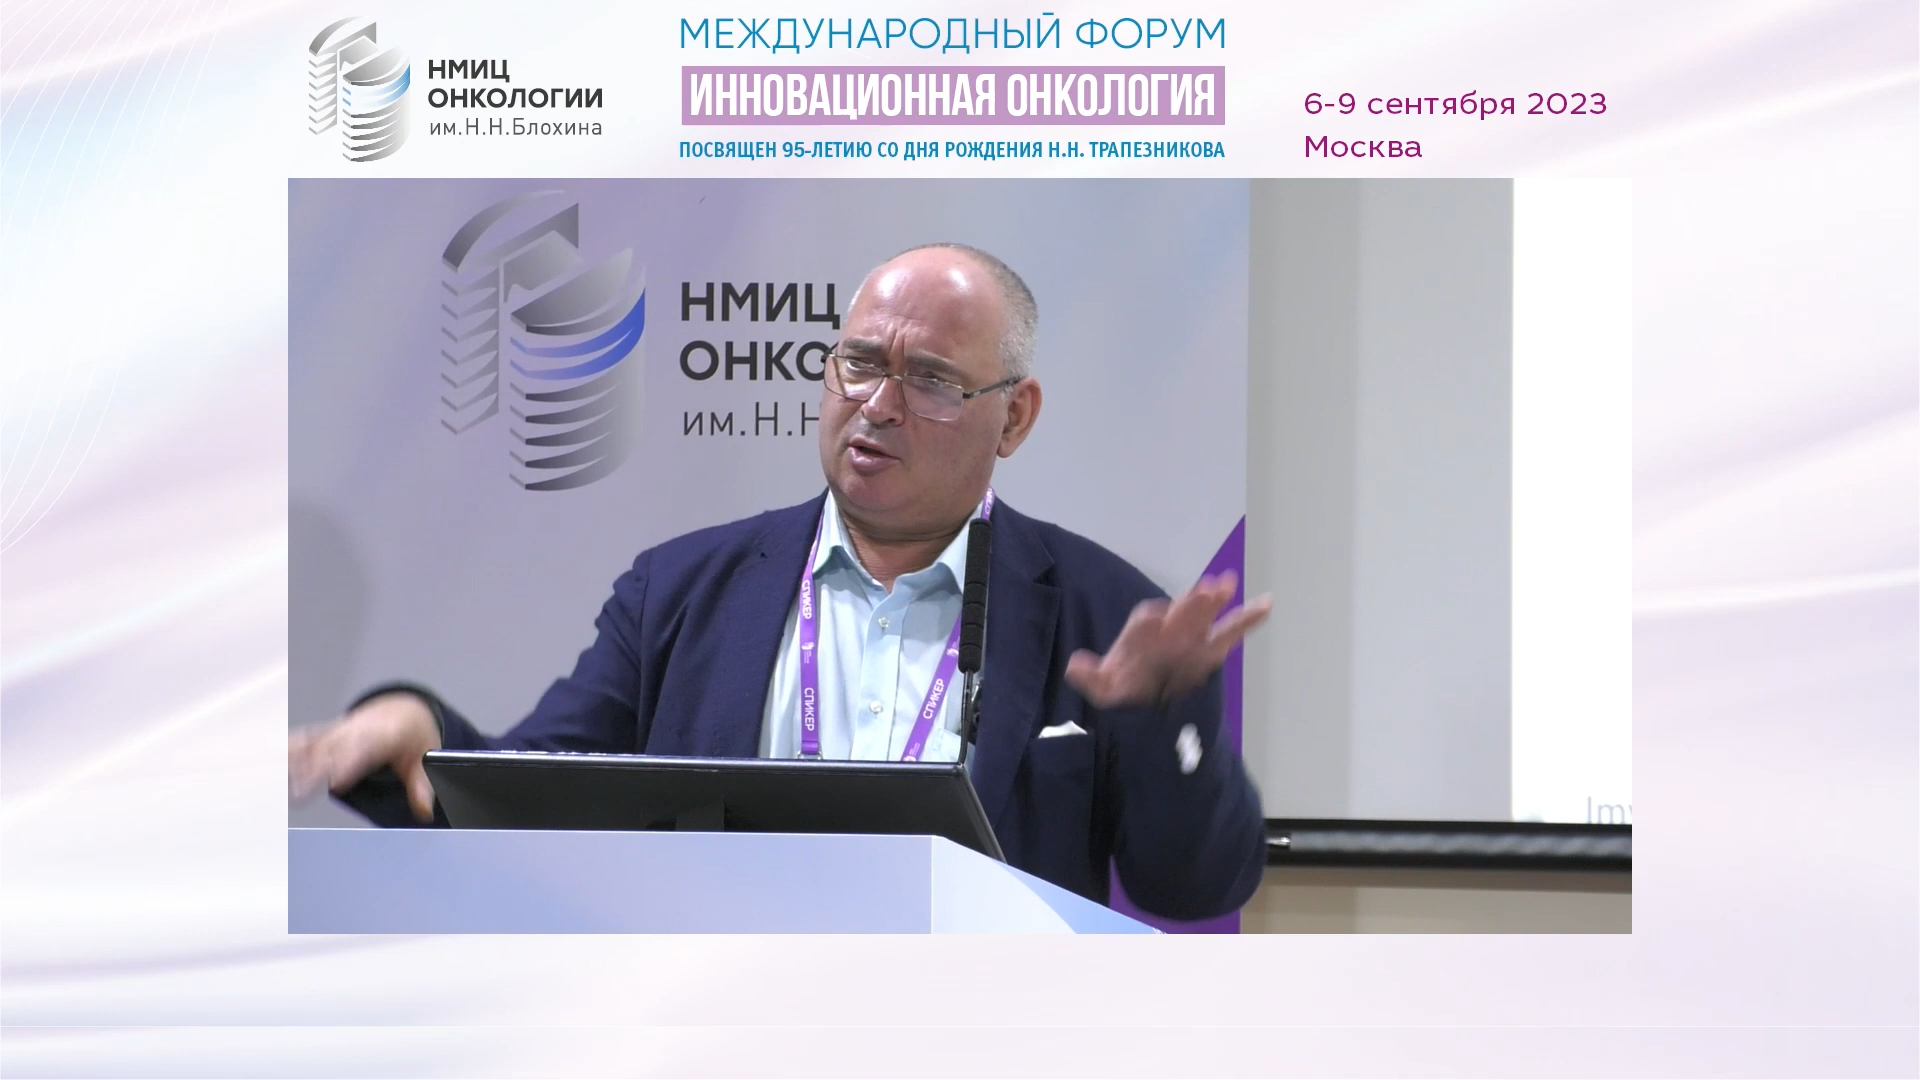 НМИЦ
ОНКОЛОГИИ
им.Н.Н.Блохина
МЕЖДУНАРОДНЫЙ ФОРУМ
ИННОВАЦИОННАЯ ОНКОЛОГИЯ
ПОСВЯЩЕН 95-ЛЕТИЮ СО ДНЯ РОЖДЕНИЯ Н.Н. ТРАПЕЗНИКОВА
6-9 сентября 2023
Москва
НМИЦ
ОНКО
им.Н.Н
СПИКЕР
СПИКЕР
СПИКЕР